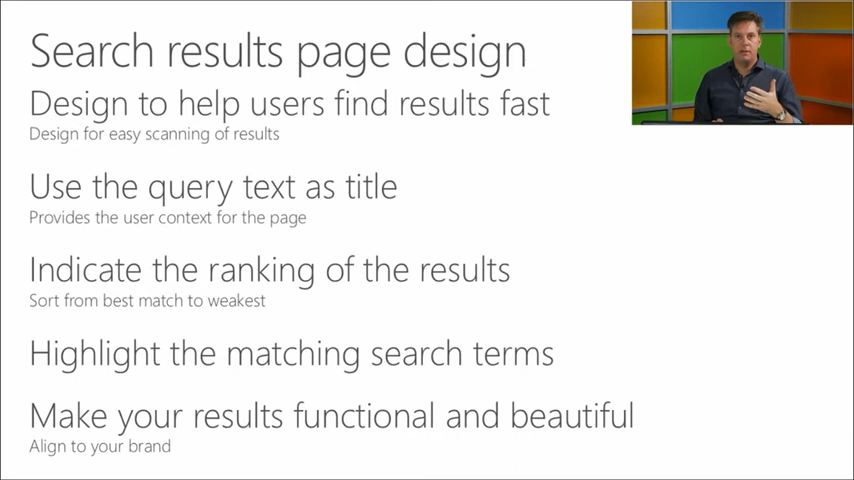 Search results page design
Design to help users find results fast
Design for easy scanning of results
Use the query text as title
Provides the user context for the page
Indicate the ranking of the results
Sort from best match to weakest
Highlight the matching search terms
Make your results functional and beautiful
Align to your brand